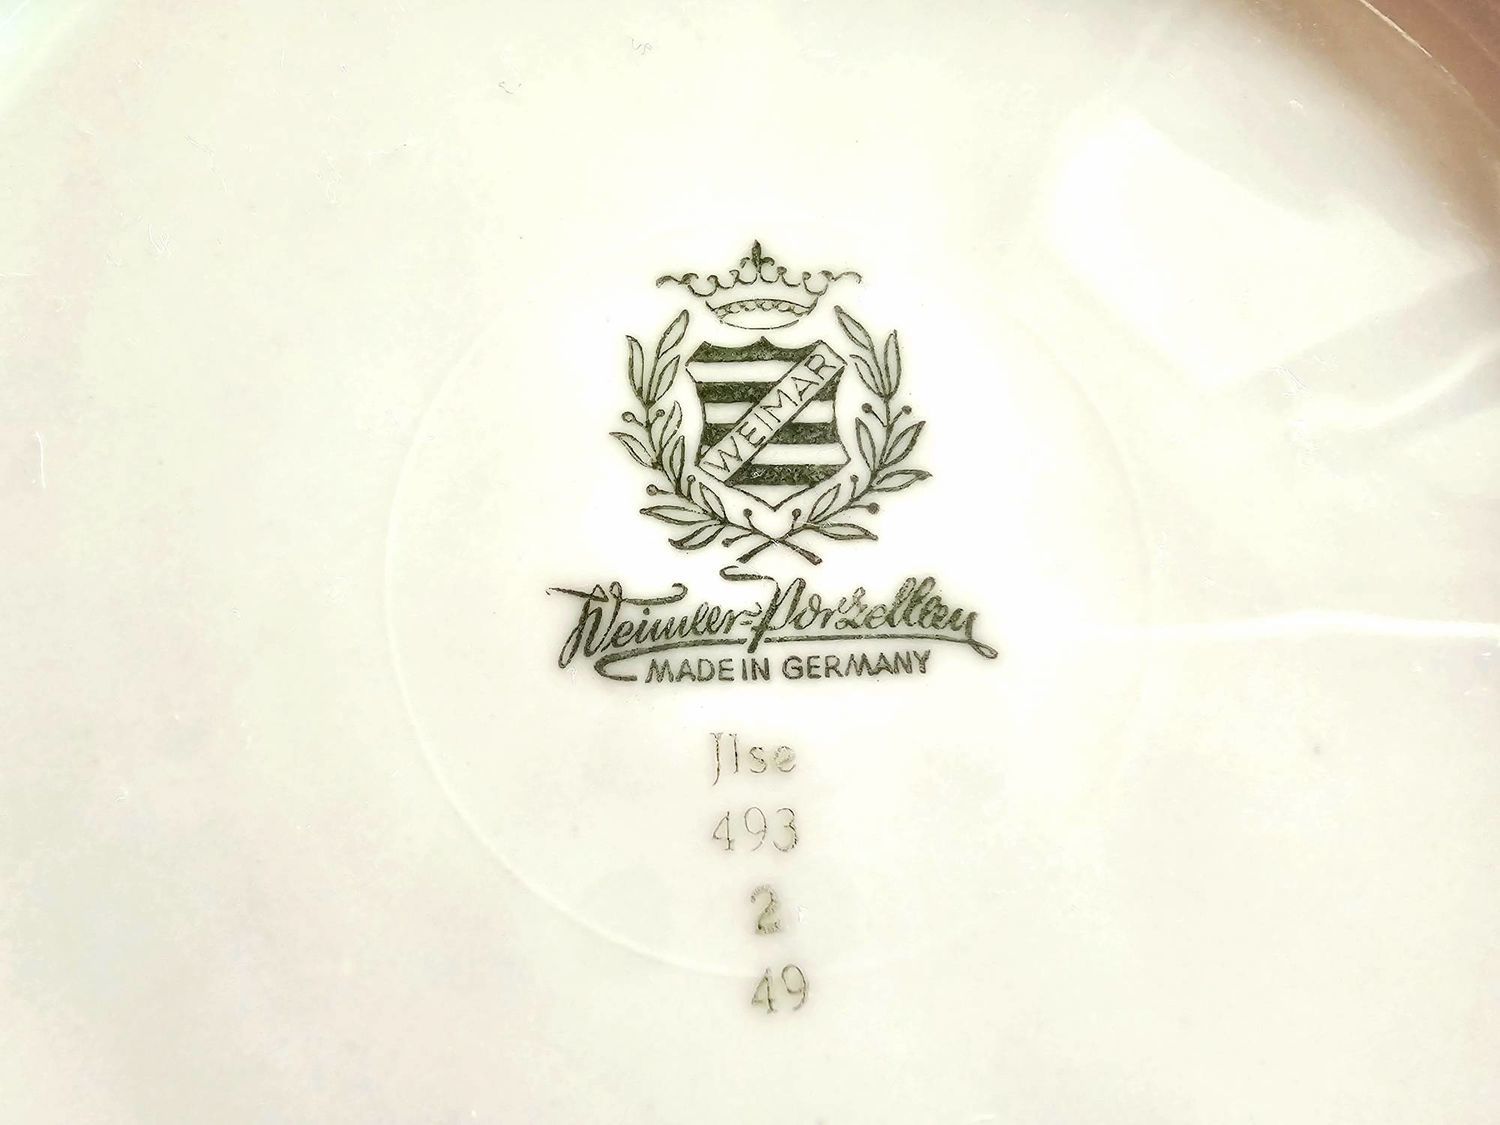 WEIMAR
Weimar-Porzellan
MADE IN GERMANY
Jlse
493
2
49